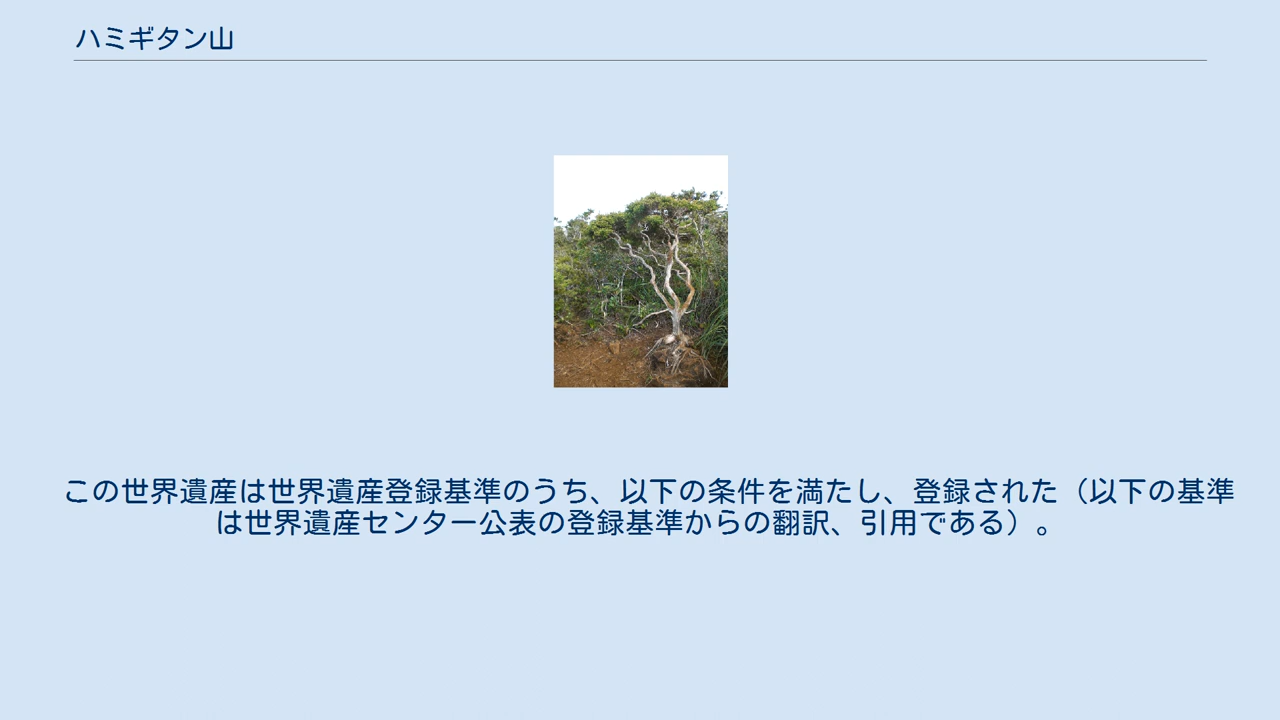 ハミギタン山
この世界遺産は世界遺産登録基準のうち、以下の条件を満たし、登録された（以下の基準
は世界遺産センター公表の登録基準からの翻訳、引用である）。